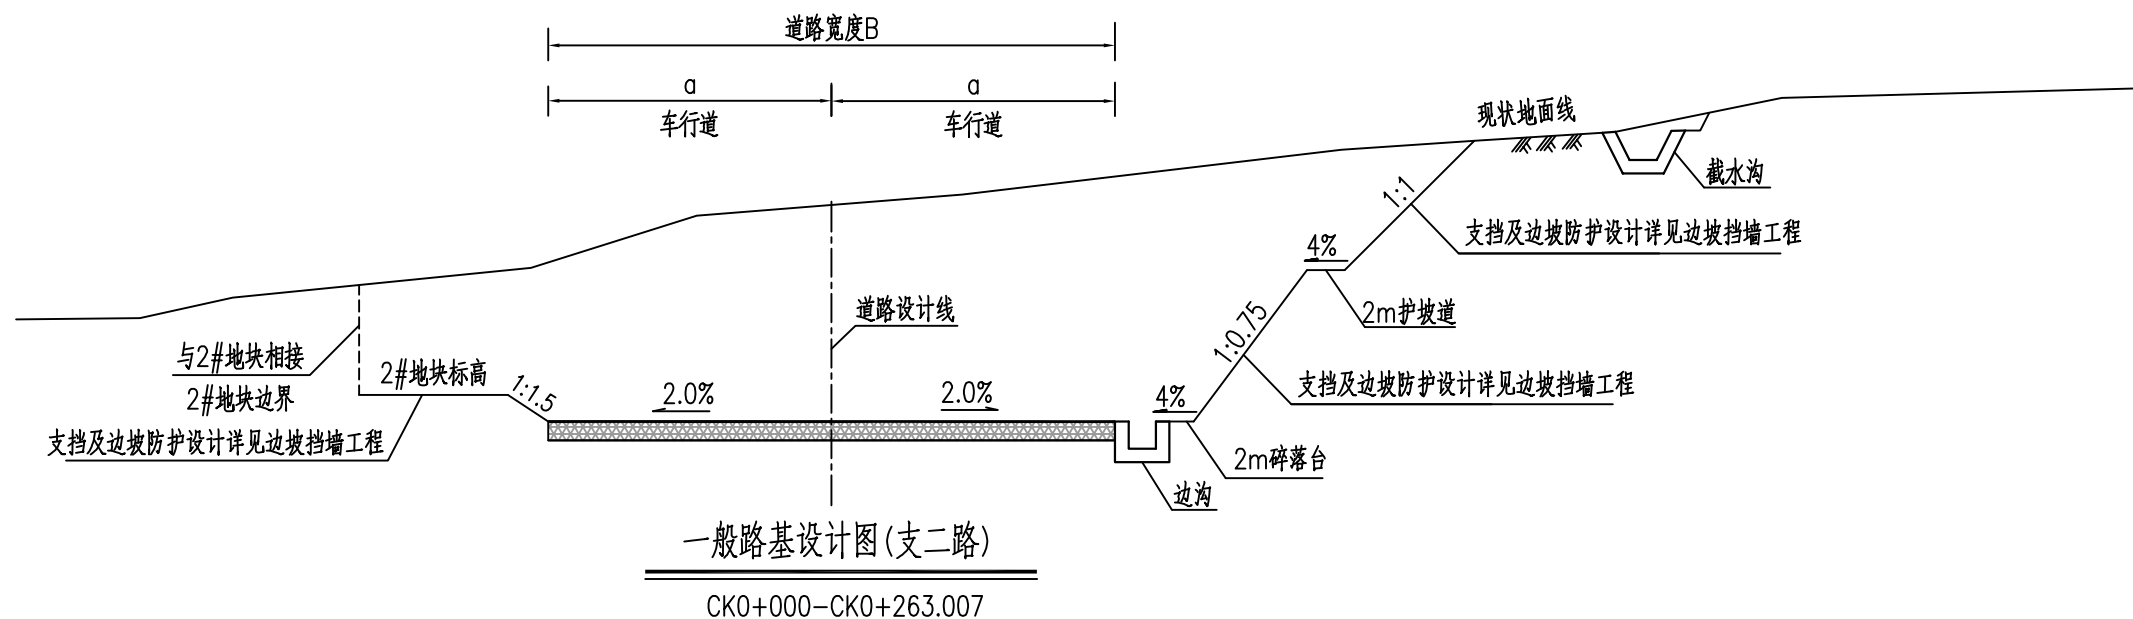 道路宽度B
a
a
车行道
车行道
现状地面线
截水沟
1:1
支挡及边坡防护设计详见边坡挡墙工程
4%
2m护坡道
道路设计线
1:0.75
与2#地块相接
2#地块边界
2#地块标高
1:1.5
2.0%
2.0%
4%
支挡及边坡防护设计详见边坡挡墙工程
支挡及边坡防护设计详见边坡挡墙工程
2m碎落台
边沟
一般路基设计图(支二路)
CK0+000-CK0+263.007